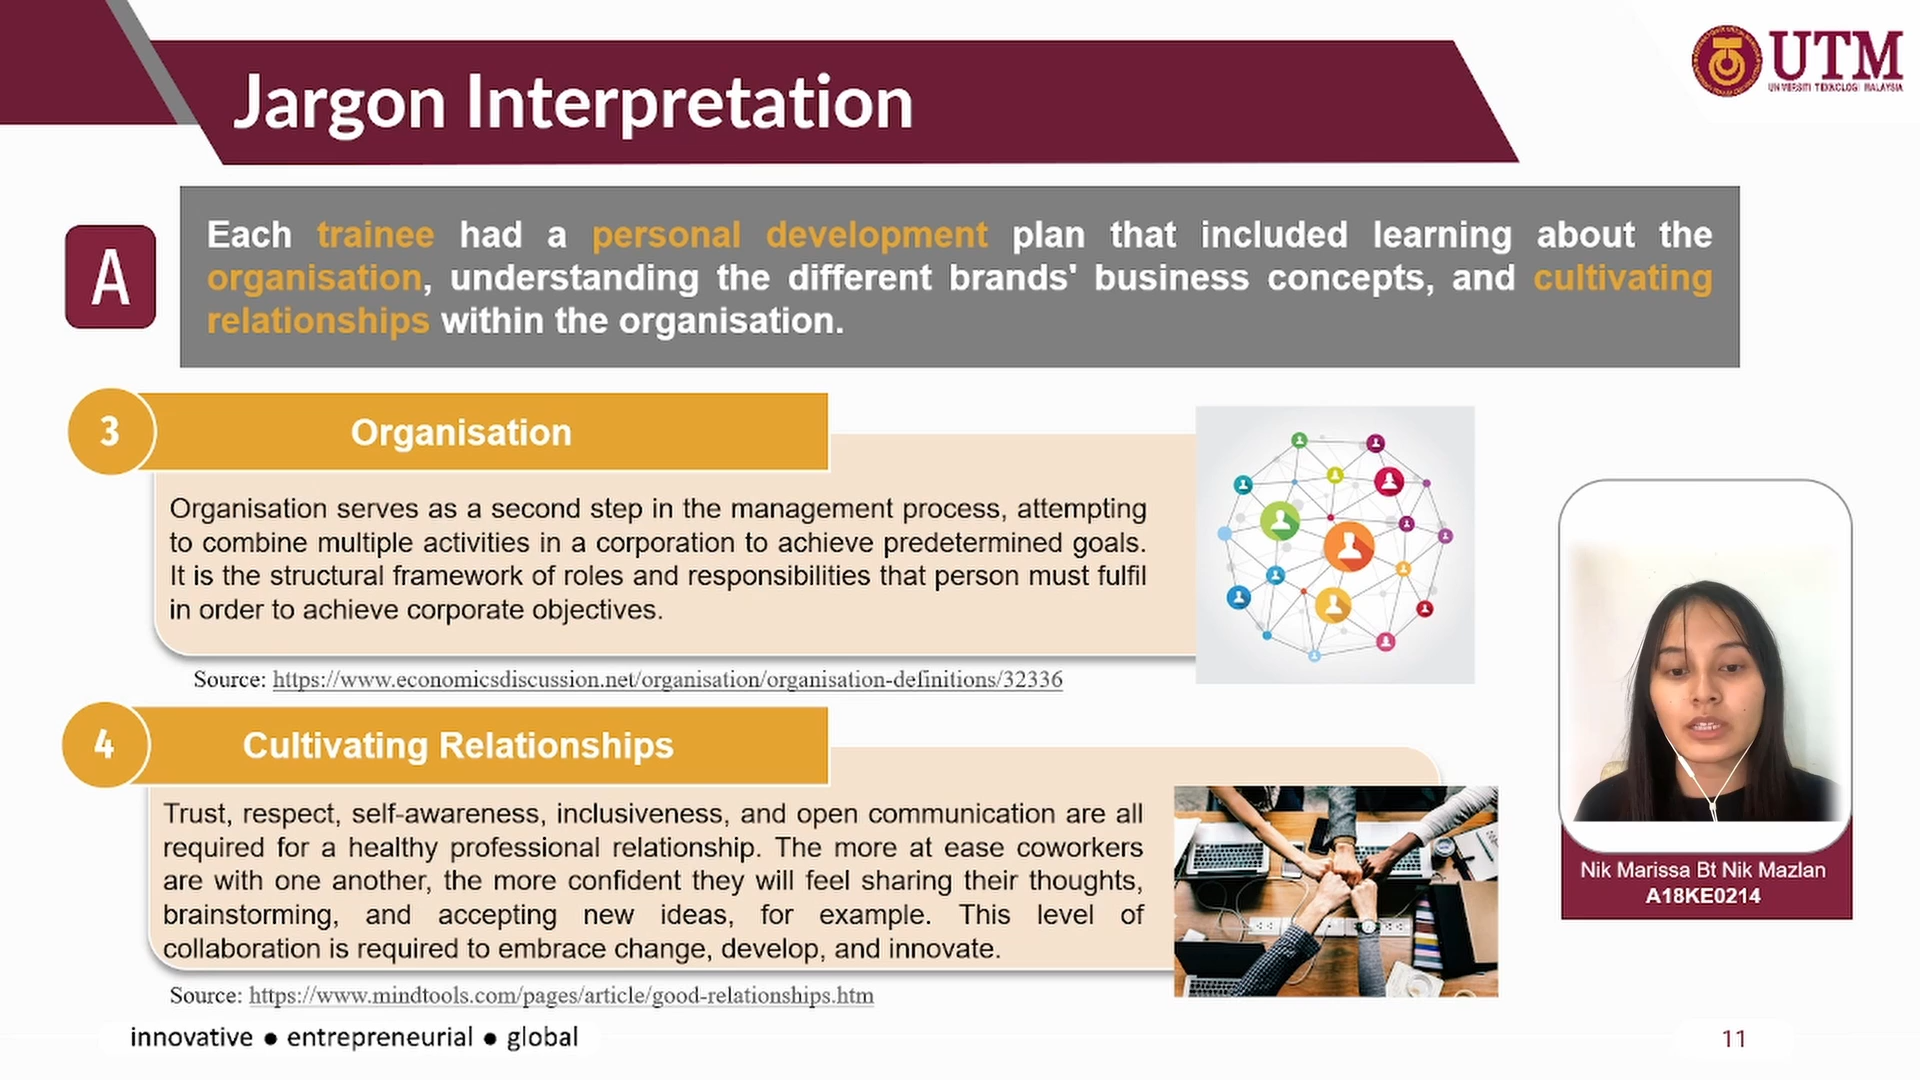 Jargon Interpretation
UTM
UNIVERSITI TEKNOLOGI MALAYSIA
A
Each trainee had a personal development plan that included learning about the
organisation, understanding the different brands' business concepts, and cultivating
relationships within the organisation.
3
Organisation
Organisation serves as a second step in the management process, attempting
to combine multiple activities in a corporation to achieve predetermined goals.
It is the structural framework of roles and responsibilities that person must fulfil
in order to achieve corporate objectives.
Source: https://www.economicsdiscussion.net/organisation/organisation-definitions/32336
4
Cultivating Relationships
Trust, respect, self-awareness, inclusiveness, and open communication are all
required for a healthy professional relationship. The more at ease coworkers
are with one another, the more confident they will feel sharing their thoughts,
brainstorming, and accepting new ideas, for example. This level of
collaboration is required to embrace change, develop, and innovate.
Source: https://www.mindtools.com/pages/article/good-relationships.htm
Nik Marissa Bt Nik Mazlan
A18KE0214
innovative ● entrepreneurial ● global
11